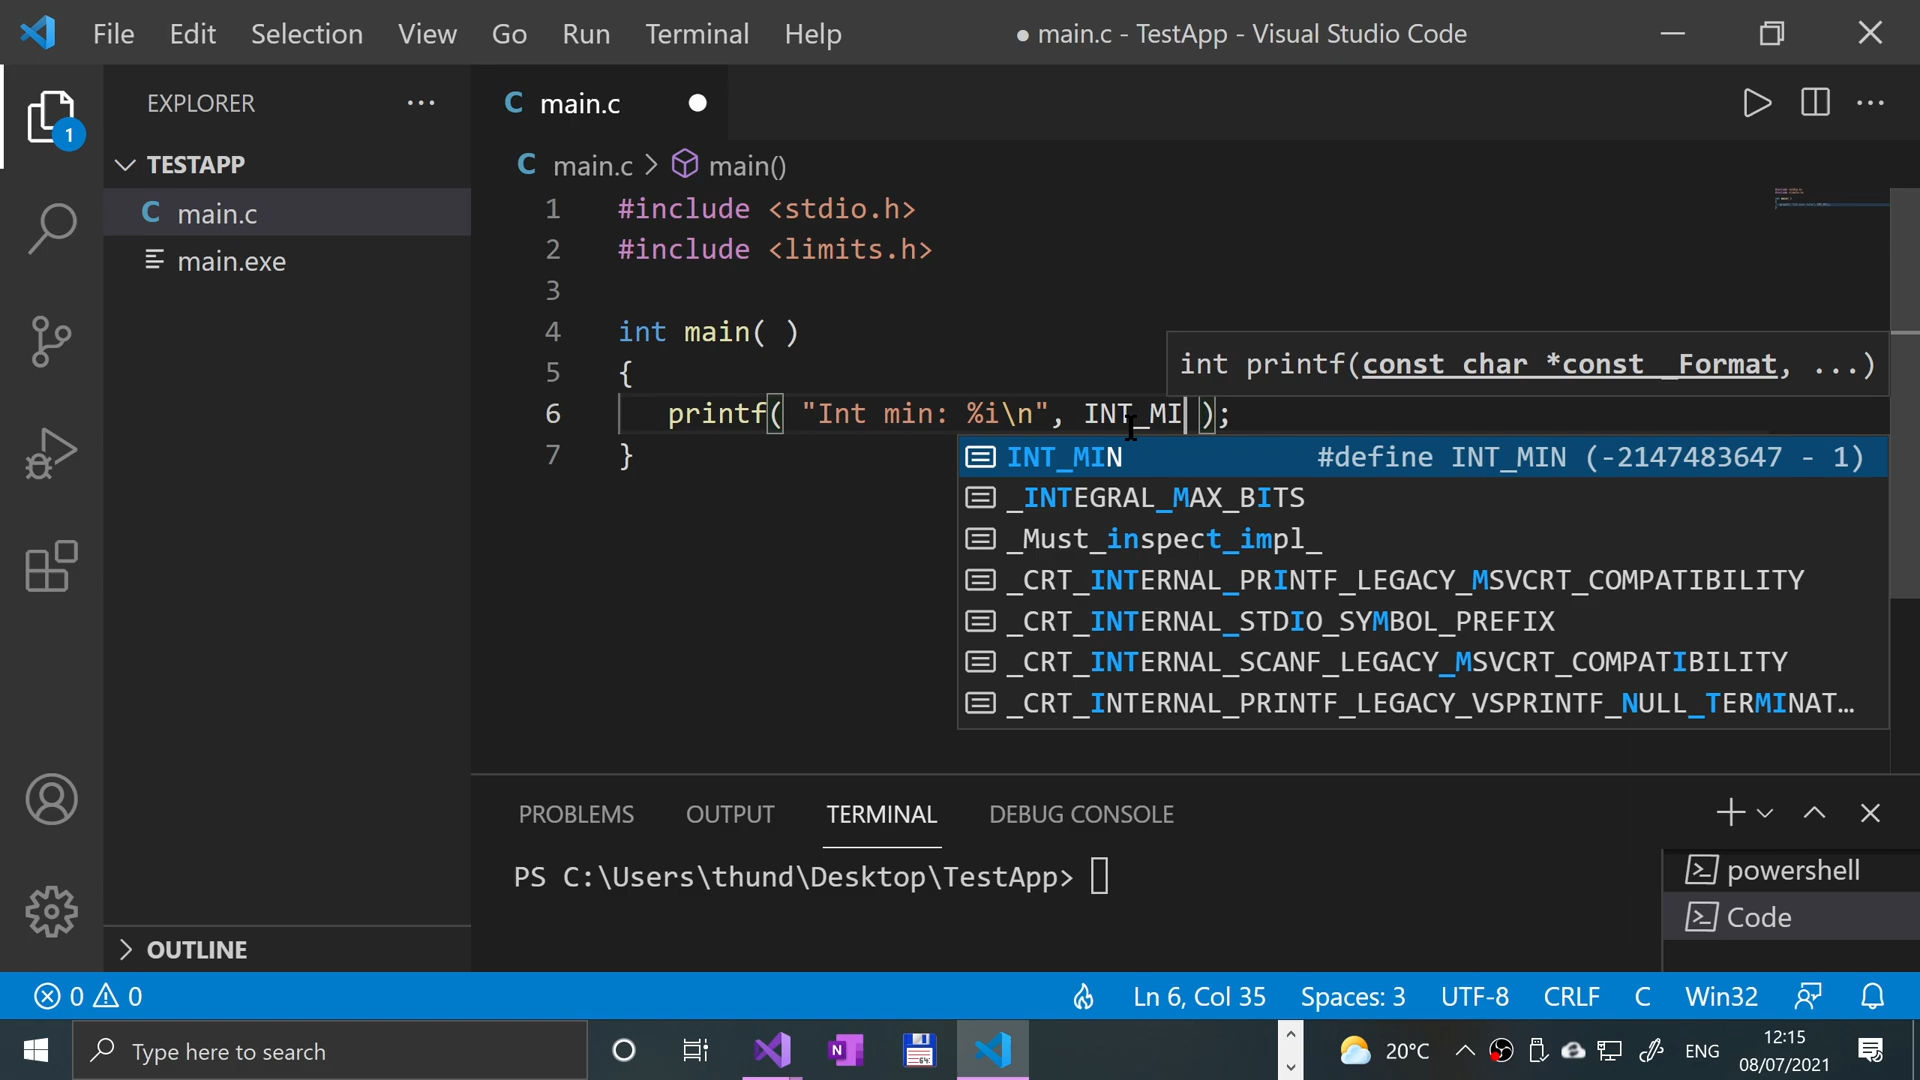 File Edit Selection View Go Run Terminal Help ● main.c - TestApp - Visual Studio Code
EXPLORER ···
C main.c ●
1
TESTAPP
C main.c > main()
C main.c
main.exe
1 #include <stdio.h>
2 #include <limits.h>
3
4 int main( )
int printf(const char *const _Format, ...)
5 {
6 printf( "Int min: %i\n", INT_MI );
7 }
INT_MIN #define INT_MIN (-2147483647 - 1)
_INTEGRAL_MAX_BITS
_Must_inspect_impl_
_CRT_INTERNAL_PRINTF_LEGACY_MSVCRT_COMPATIBILITY
_CRT_INTERNAL_STDIO_SYMBOL_PREFIX
_CRT_INTERNAL_SCANF_LEGACY_MSVCRT_COMPATIBILITY
_CRT_INTERNAL_PRINTF_LEGACY_VSPRINTF_NULL_TERMINAT…
PROBLEMS OUTPUT TERMINAL DEBUG CONSOLE
PS C:\Users\thund\Desktop\TestApp>
powershell
Code
OUTLINE
0 0 Ln 6, Col 35 Spaces: 3 UTF-8 CRLF C Win32
Type here to search
N
64
20°C ENG
12:15
08/07/2021